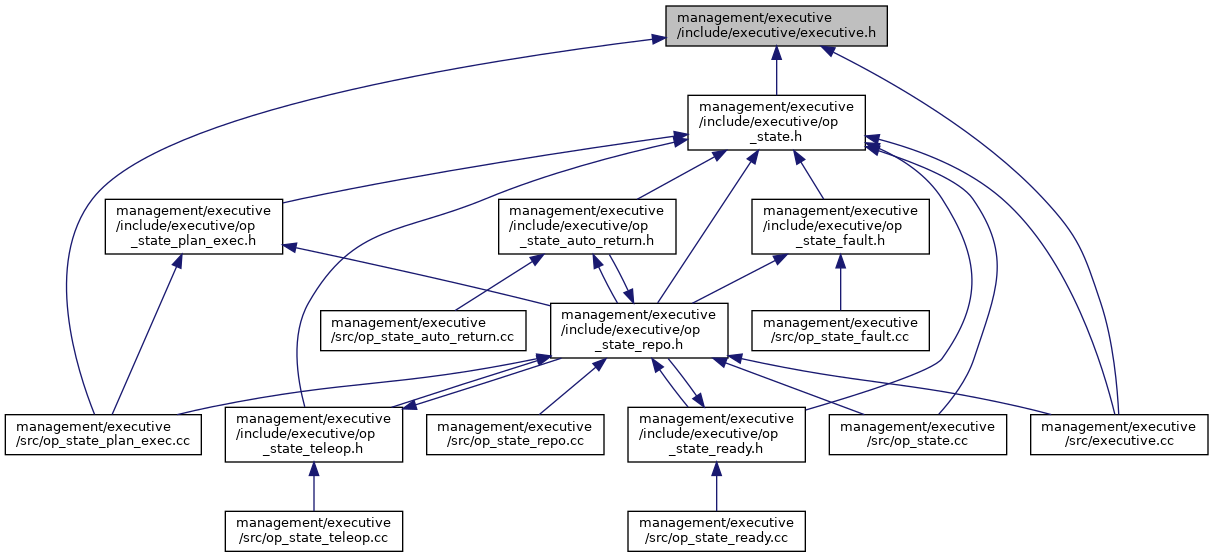 management/executive
/include/executive/executive.h
management/executive
/include/executive/op
_state.h
management/executive
/include/executive/op
_state_plan_exec.h
management/executive
/include/executive/op
_state_auto_return.h
management/executive
/include/executive/op
_state_fault.h
management/executive
/src/op_state_auto_return.cc
management/executive
/include/executive/op
_state_repo.h
management/executive
/src/op_state_fault.cc
management/executive
/src/op_state_plan_exec.cc
management/executive
/include/executive/op
_state_teleop.h
management/executive
/src/op_state_repo.cc
management/executive
/include/executive/op
_state_ready.h
management/executive
/src/op_state.cc
management/executive
/src/executive.cc
management/executive
/src/op_state_teleop.cc
management/executive
/src/op_state_ready.cc